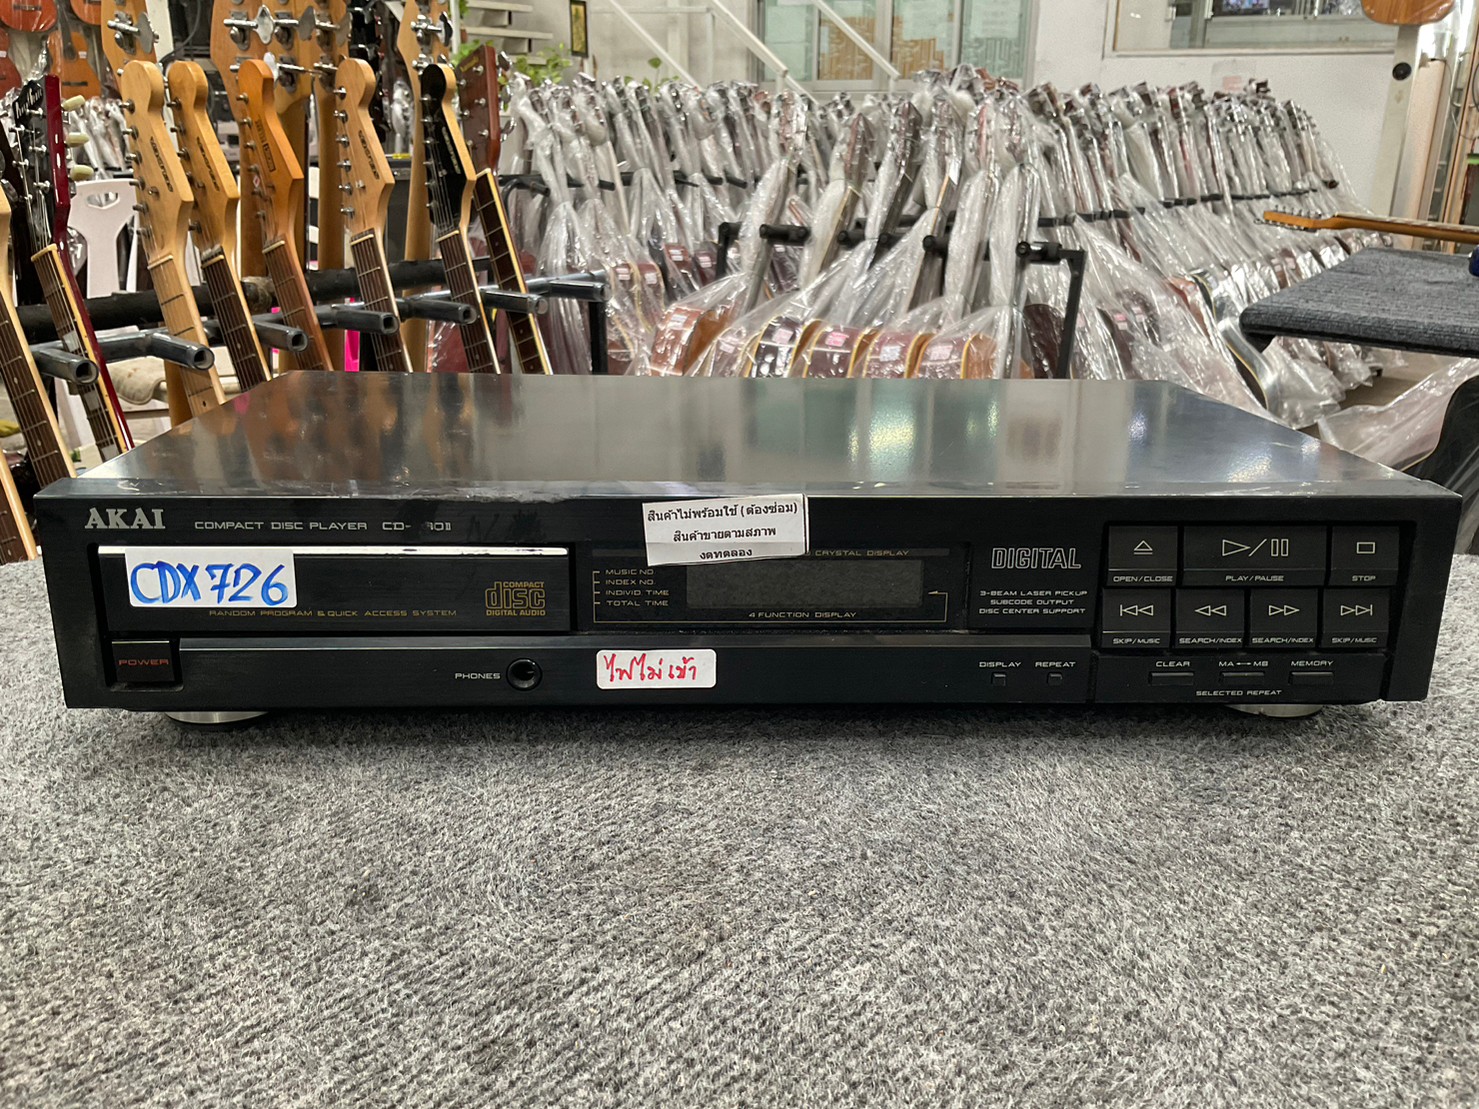 AKAI COMPACT DISC PLAYER
สินค้าไม่พร้อมใช้ (ต้องซ่อม)
สินค้าขายตามสภาพ
งดทดลอง
CDX726
RANDOM PROGRAM & QUICK ACCESS SYSTEM
COMPACT
disc
DIGITAL AUDIO
CRYSTAL DISPLAY
MUSIC NO.
INDEX NO.
INDIVID. TIME
TOTAL TIME
4 FUNCTION DISPLAY
DIGITAL
3-BEAM LASER PICKUP
SUBCODE OUTPUT
DISC CENTER SUPPORT
OPEN/CLOSE PLAY/PAUSE STOP
SKIP/MUSIC SEARCH/INDEX SEARCH/INDEX SKIP/MUSIC
POWER
PHONES
ไฟไม่เข้า
DISPLAY REPEAT
CLEAR MA MB MEMORY
SELECTED REPEAT